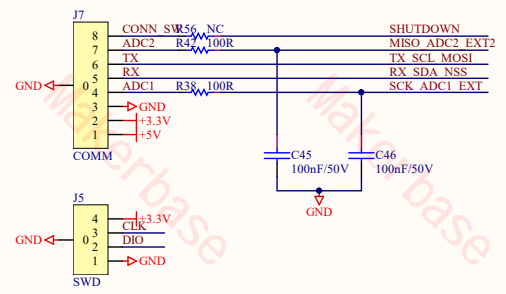 J7
CONN_SW R56 NC SHUTDOWN
8
ADC2 R42 100R MISO_ADC2_EXT2
7
TX TX_SCL_MOSI
6
RX RX_SDA_NSS
5
GND 0
ADC1 R38 100R SCK_ADC1_EXT
4
3 GND
2 +3.3V
1 +5V
COMM
C45
100nF/50V
C46
100nF/50V
GND
J5
4 +3.3V
CLK
3
GND 0
DIO
2
1 GND
SWD
Makerbase
Makerbase